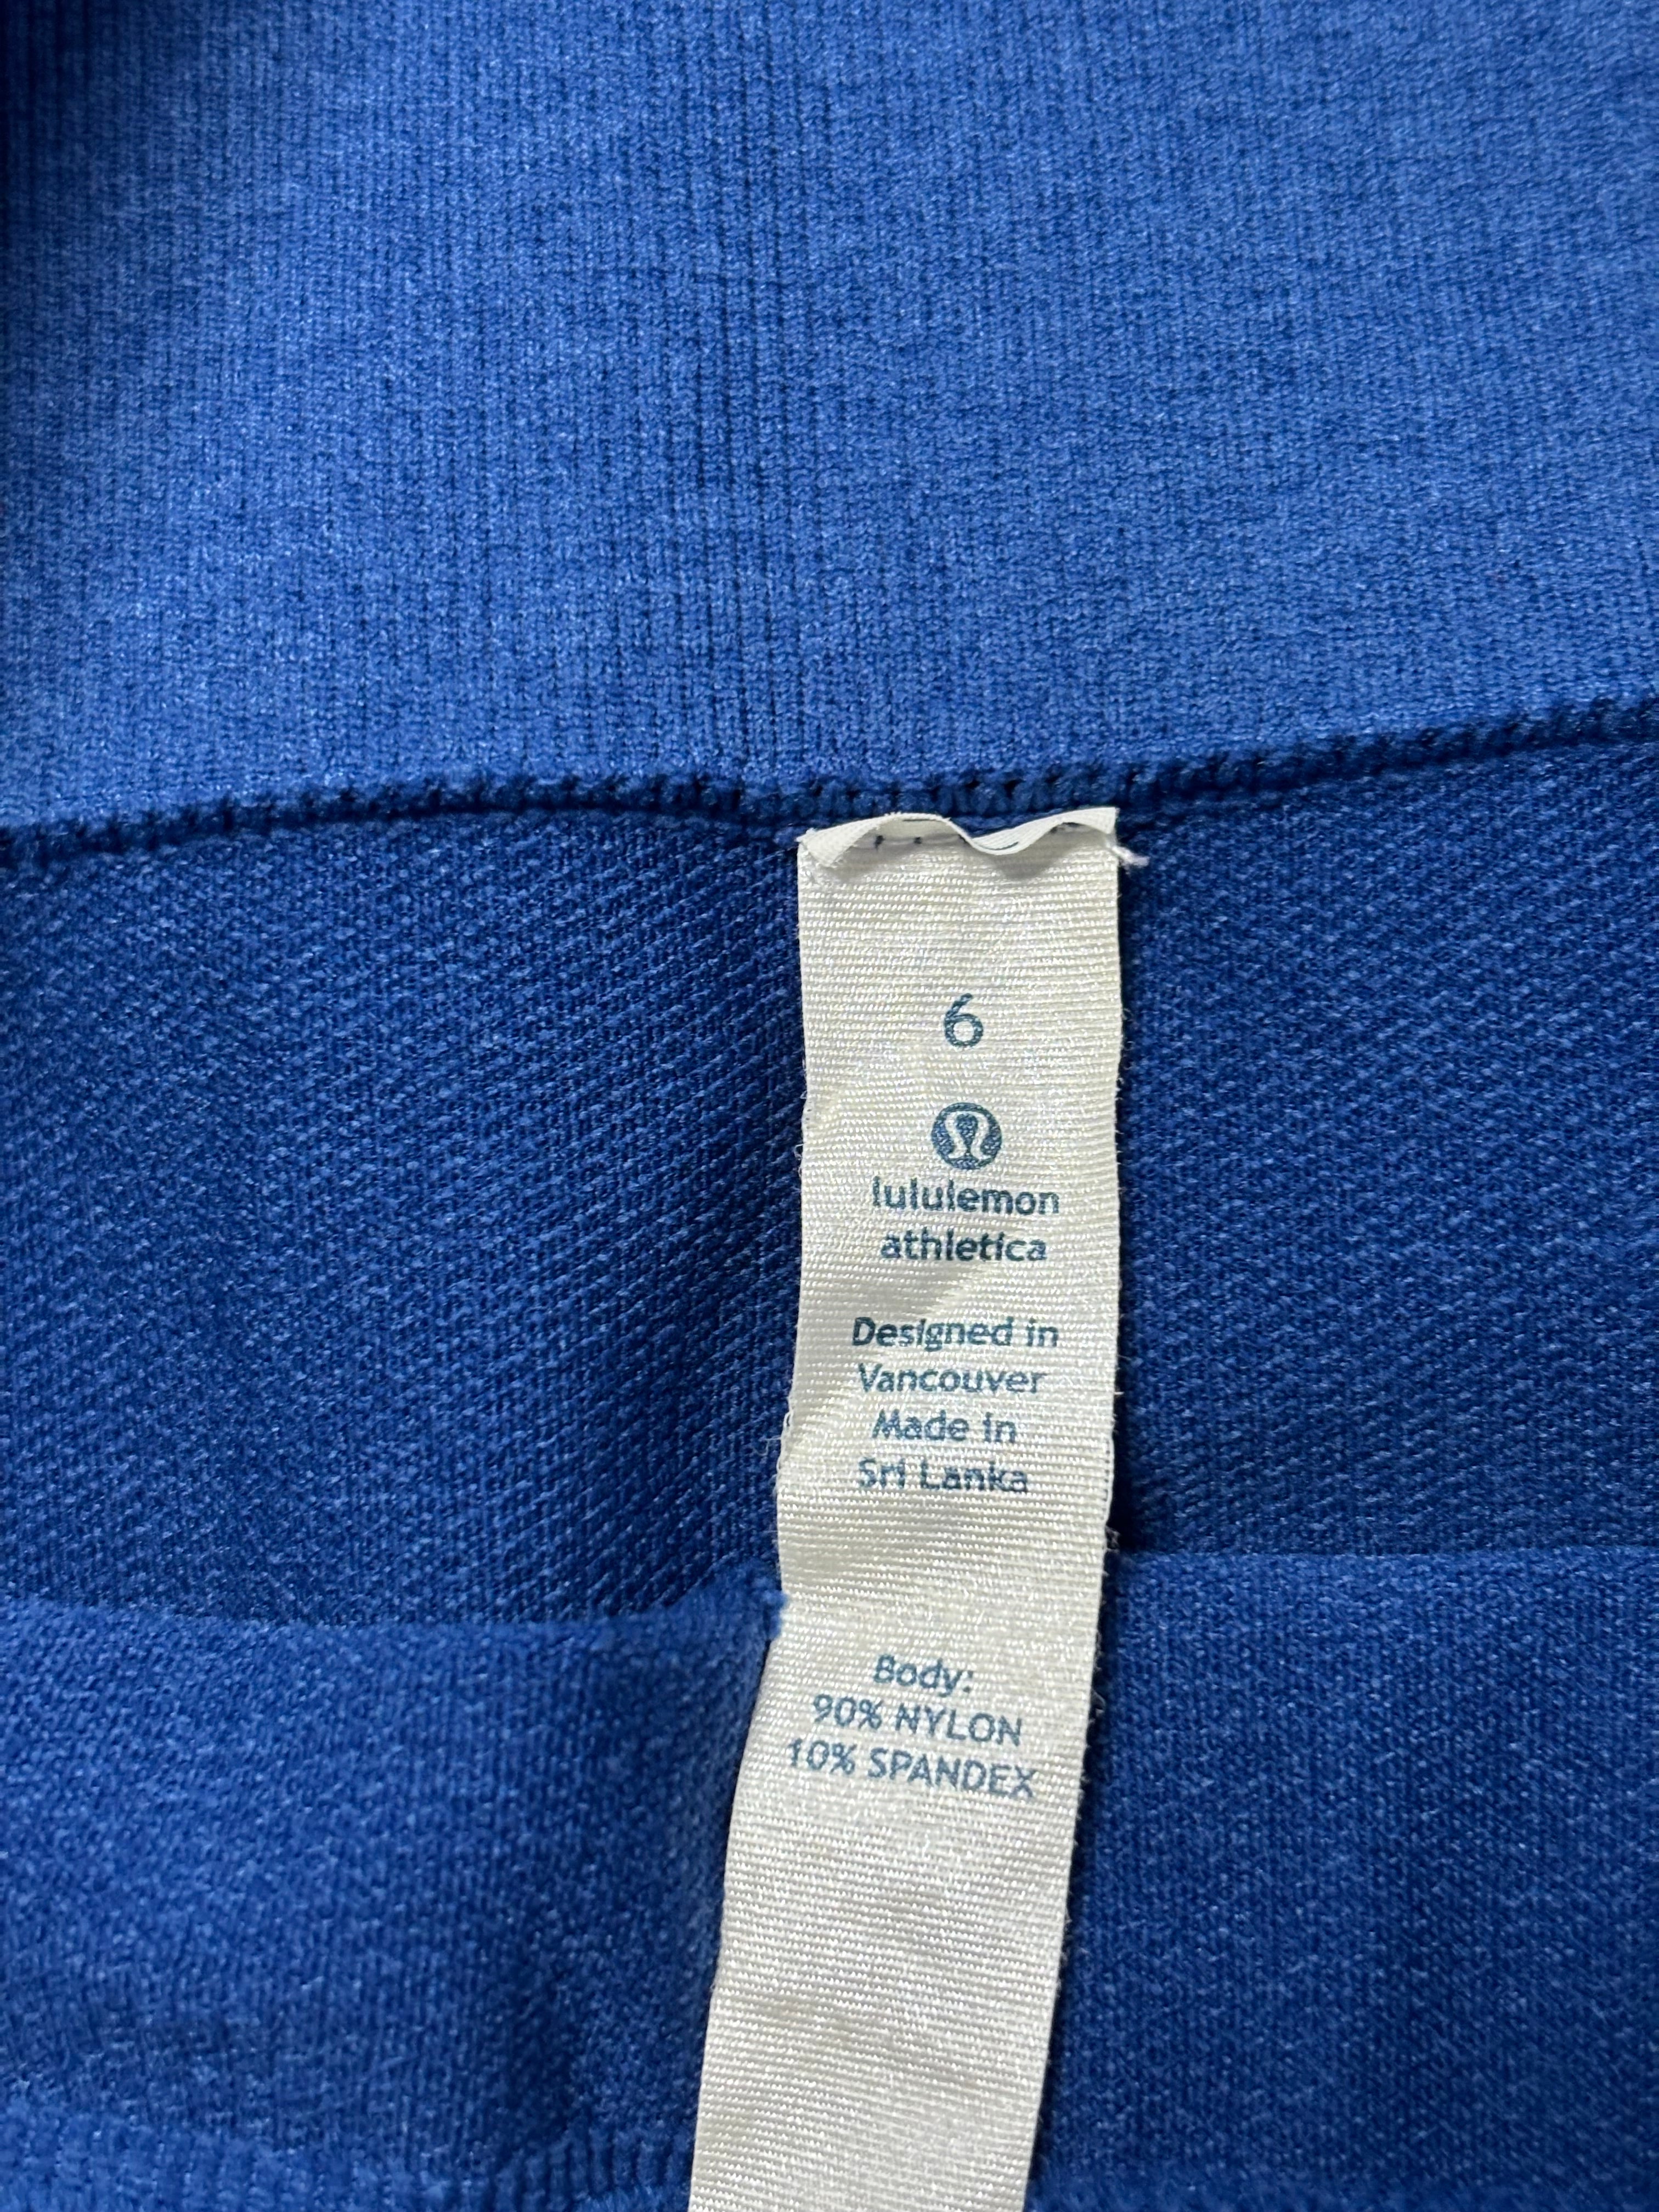 6
lululemon
athletica
Designed in
Vancouver
Made in
Sri Lanka
Body:
90% NYLON
10% SPANDEX